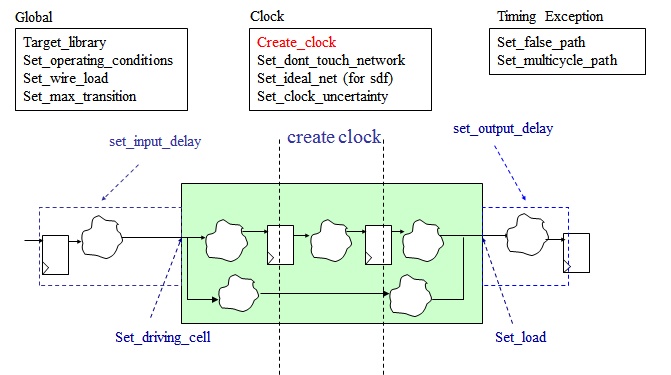 Global
Clock
Timing Exception
Target_library
Set_operating_conditions
Set_wire_load
Set_max_transition
Create_clock
Set_dont_touch_network
Set_ideal_net (for sdf)
Set_clock_uncertainty
Set_false_path
Set_multicycle_path
set_input_delay
create clock
set_output_delay
Set_driving_cell
Set_load